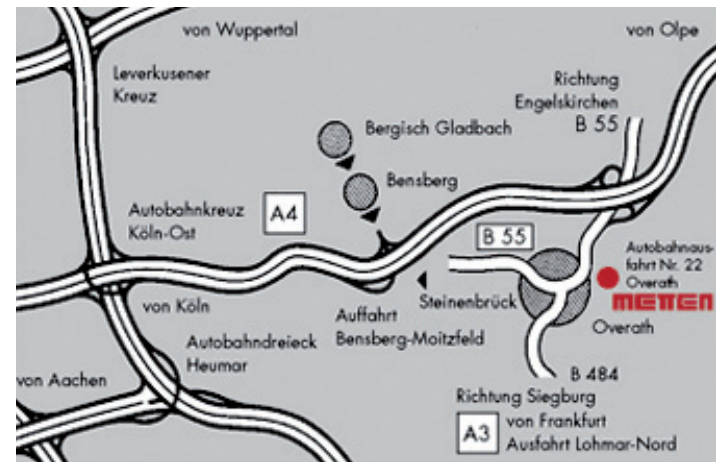 von Wuppertal
von Olpe
Leverkusener
Kreuz
Richtung
Engelskirchen
B 55
Bergisch Gladbach
Bensberg
Autobahnkreuz
Köln-Ost
A4
B 55
Autobahnaus-
fahrt Nr. 22
Overath
METTEN
von Köln
Steinenbrück
Auffahrt
Bensberg-Moitzfeld
Overath
Autobahndreieck
Heumar
von Aachen
B 484
Richtung Siegburg
A3
von Frankfurt
Ausfahrt Lohmar-Nord